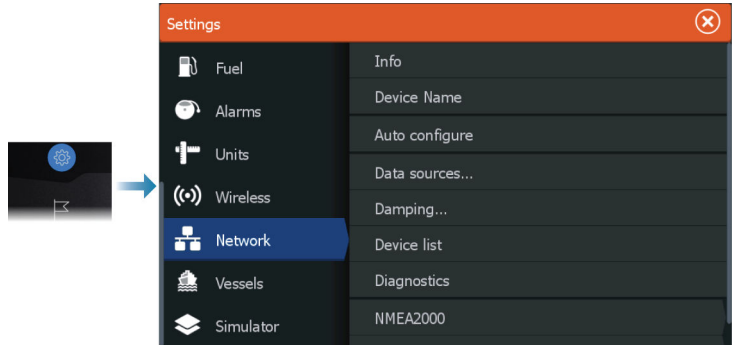 Settings
Fuel
Alarms
Units
Wireless
Network
Vessels
Simulator
Info
Device Name
Auto configure
Data sources...
Damping...
Device list
Diagnostics
NMEA2000